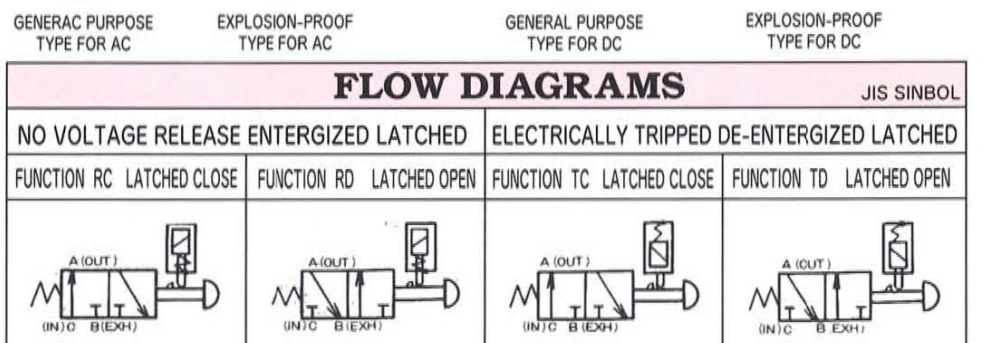 GENERAC PURPOSE EXPLOSION-PROOF GENERAL PURPOSE EXPLOSION-PROOF
TYPE FOR AC TYPE FOR AC TYPE FOR DC TYPE FOR DC
FLOW DIAGRAMS JIS SINBOL
NO VOLTAGE RELEASE ENTERGIZED LATCHED ELECTRICALLY TRIPPED DE-ENTERGIZED LATCHED
FUNCTION RC LATCHED CLOSE FUNCTION RD LATCHED OPEN FUNCTION TC LATCHED CLOSE FUNCTION TD LATCHED OPEN
A (OUT) A (OUT) A (OUT) A (OUT)
(IN) C B (EXH) (IN) C B (EXH) (IN) C B (EXH) (IN) C B EXH)